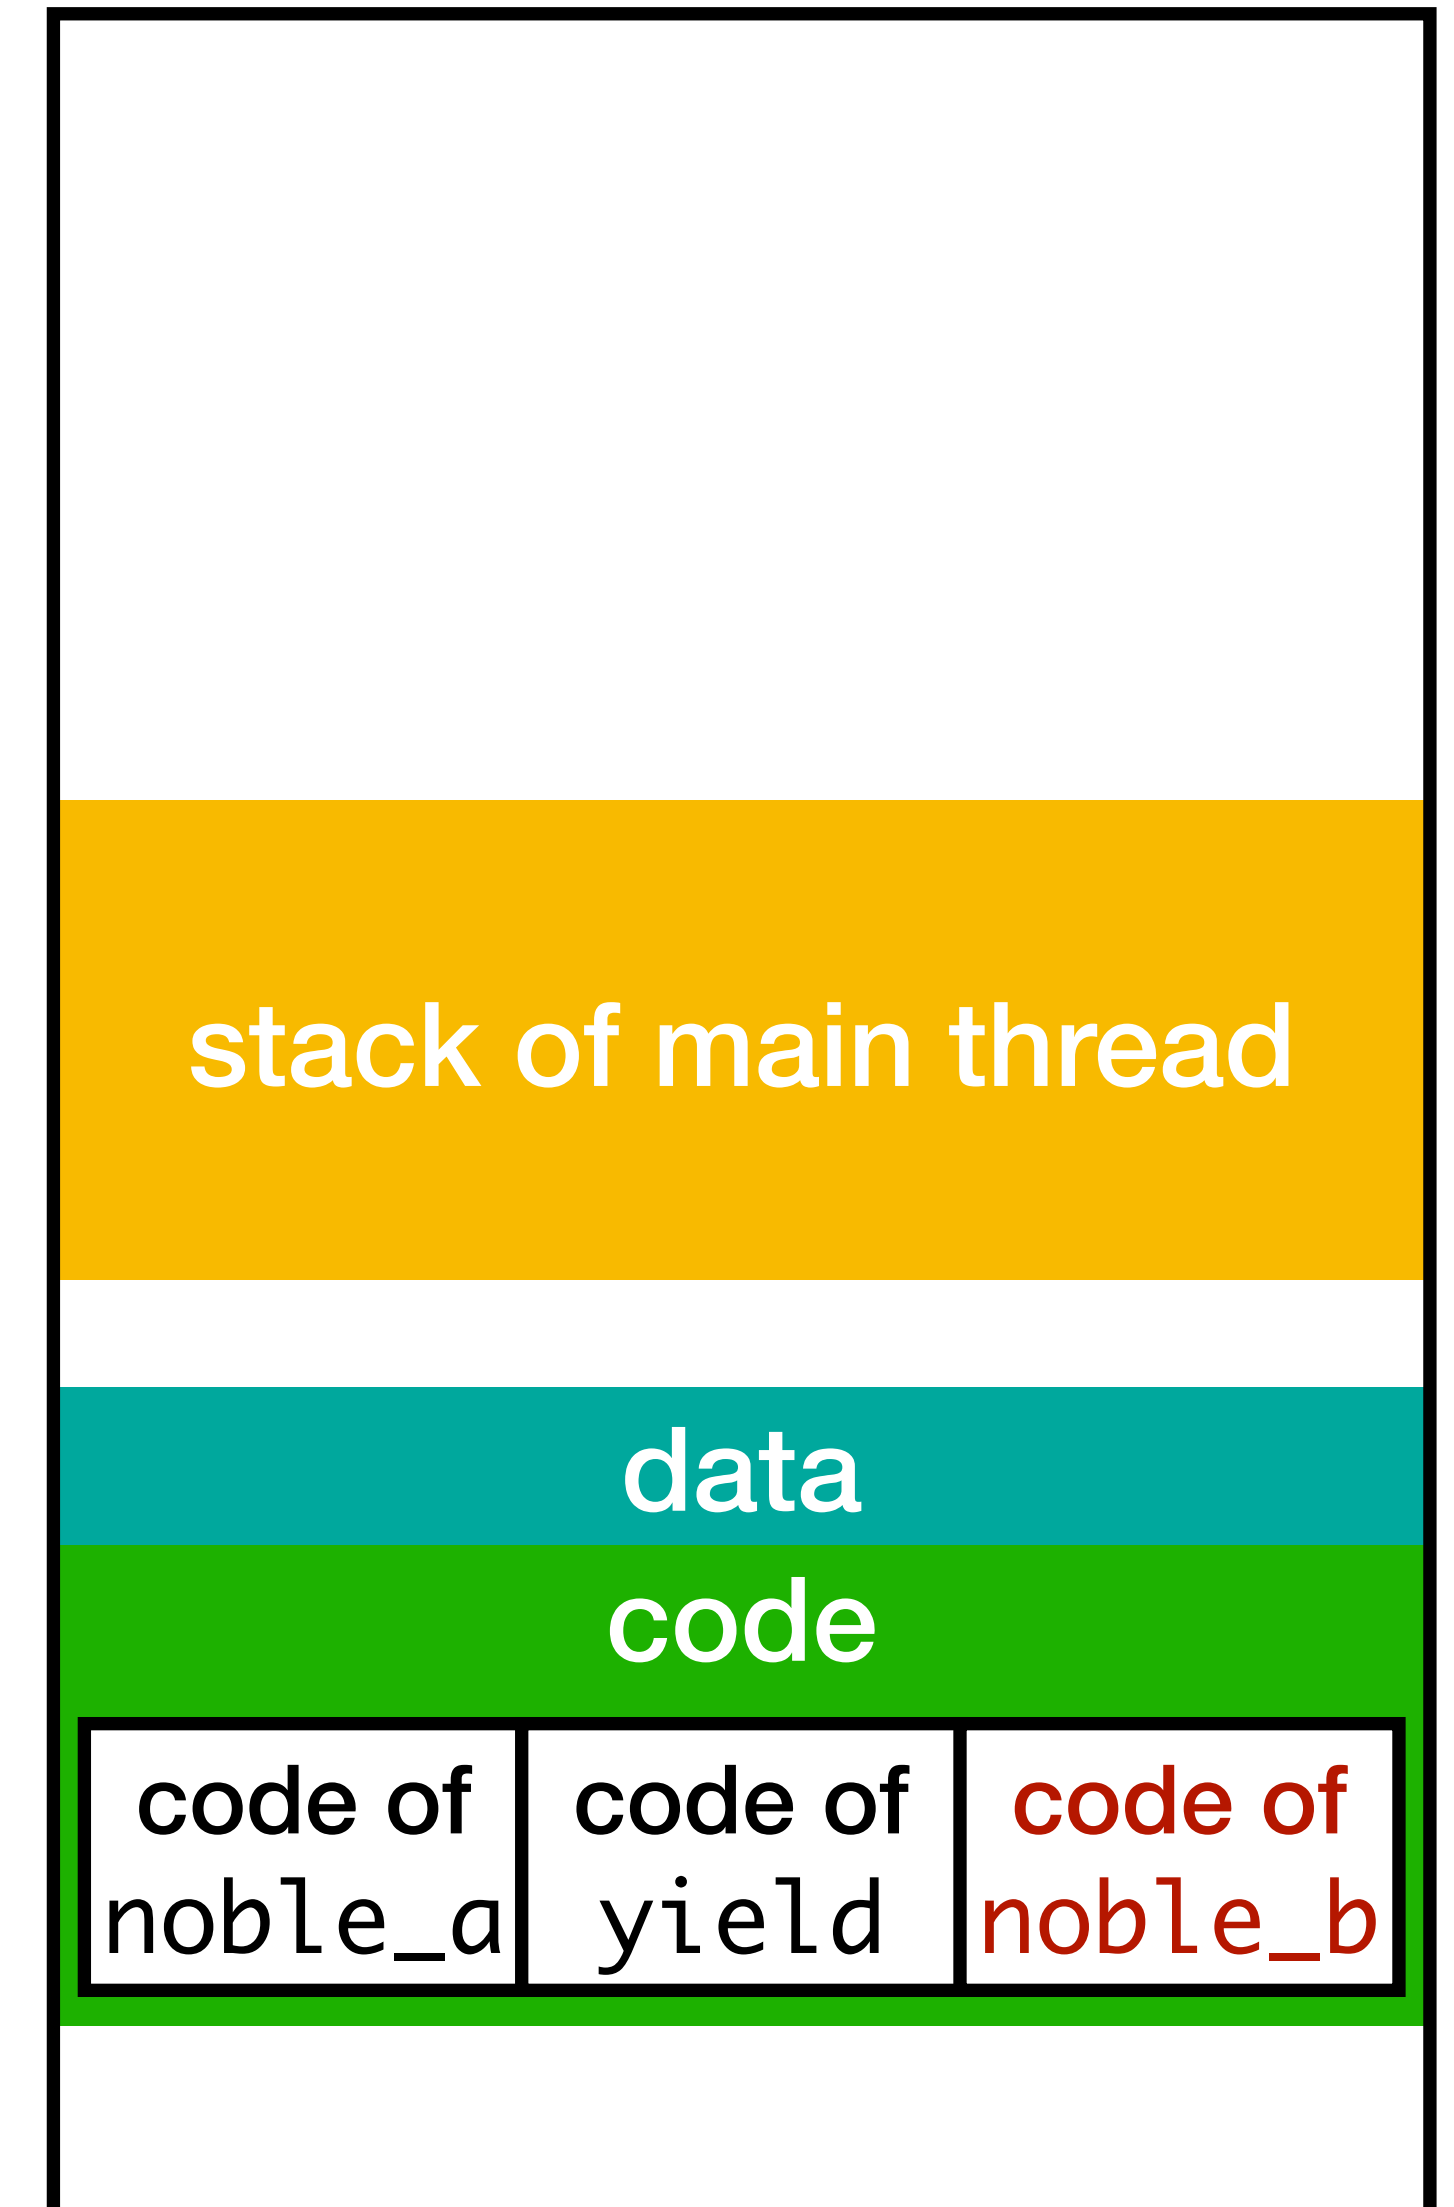 stack of main thread
data
code
code of
noble_a
code of
yield
code of
noble_b